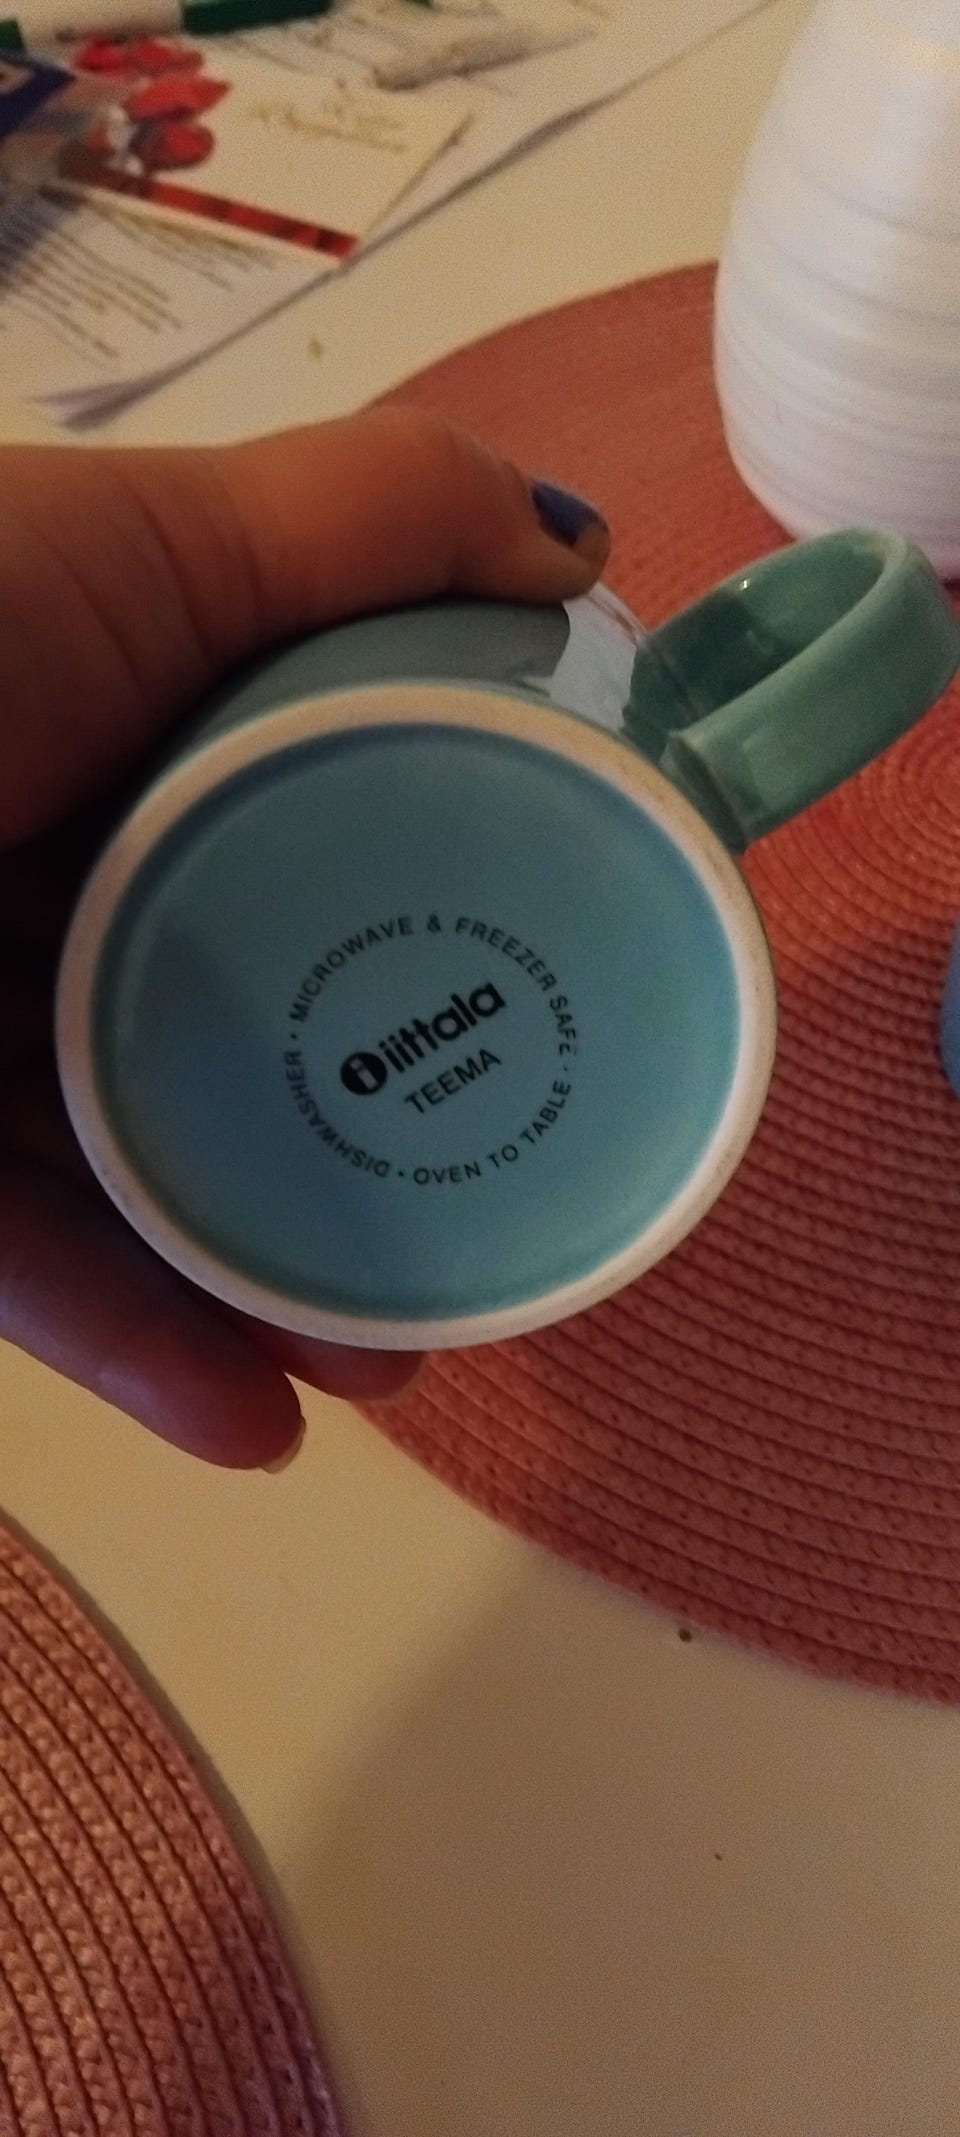 MICROWAVE & FREEZER SAFE · OVEN TO TABLE · DISHWASHER ·
iittala
TEEMA